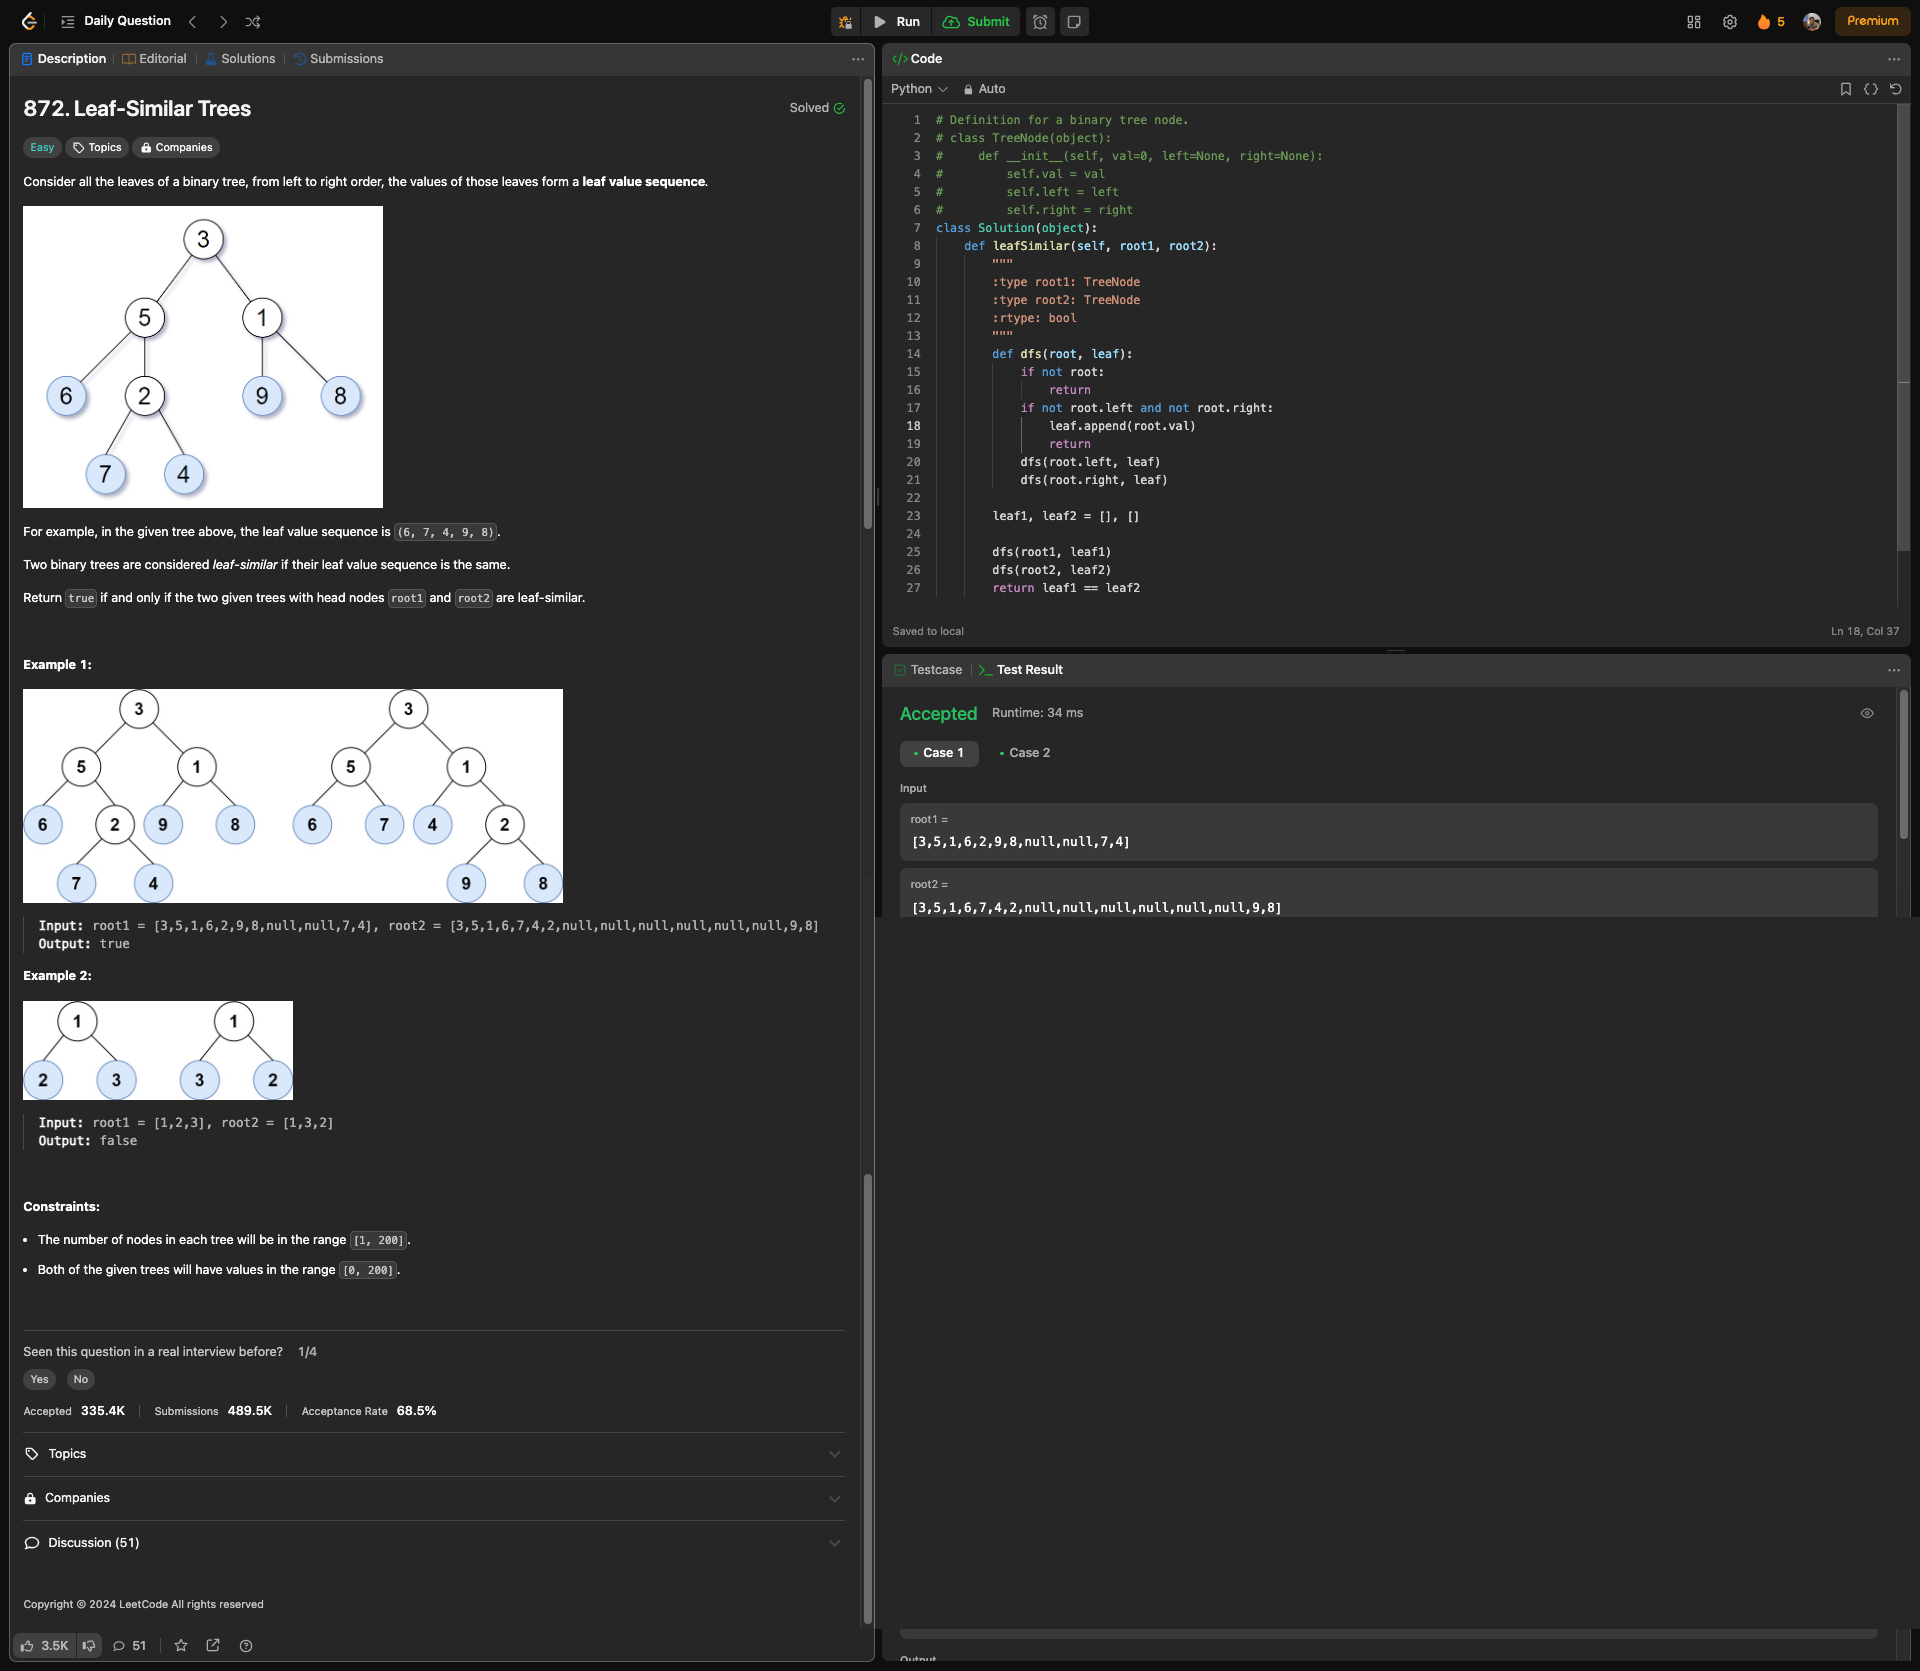 Daily Question
Run
Submit
5
Premium
Description
Editorial
Solutions
Submissions
872. Leaf-Similar Trees
Solved
Easy
Topics
Companies
Consider all the leaves of a binary tree, from left to right order, the values of those leaves form a leaf value sequence.
3
5
1
6
2
9
8
7
4
For example, in the given tree above, the leaf value sequence is (6, 7, 4, 9, 8).
Two binary trees are considered leaf-similar if their leaf value sequence is the same.
Return true if and only if the two given trees with head nodes root1 and root2 are leaf-similar.
Example 1:
3
3
5
1
5
1
6
2
9
8
6
7
4
2
7
4
9
8
Input: root1 = [3,5,1,6,2,9,8,null,null,7,4], root2 = [3,5,1,6,7,4,2,null,null,null,null,null,null,9,8]
Output: true
Example 2:
1
1
2
3
3
2
Input: root1 = [1,2,3], root2 = [1,3,2]
Output: false
Constraints:
• The number of nodes in each tree will be in the range [1, 200].
• Both of the given trees will have values in the range [0, 200].
Seen this question in a real interview before? 1/4
Yes
No
Accepted 335.4K
Submissions 489.5K
Acceptance Rate 68.5%
Topics
Companies
Discussion (51)
Copyright © 2024 LeetCode All rights reserved
3.5K
51
</> Code
Python
Auto
1 # Definition for a binary tree node.
2 # class TreeNode(object):
3 #     def __init__(self, val=0, left=None, right=None):
4 #         self.val = val
5 #         self.left = left
6 #         self.right = right
7 class Solution(object):
8     def leafSimilar(self, root1, root2):
9         """
10         :type root1: TreeNode
11         :type root2: TreeNode
12         :rtype: bool
13         """
14         def dfs(root, leaf):
15             if not root:
16                 return
17             if not root.left and not root.right:
18                 leaf.append(root.val)
19                 return
20             dfs(root.left, leaf)
21             dfs(root.right, leaf)
22
23         leaf1, leaf2 = [], []
24
25         dfs(root1, leaf1)
26         dfs(root2, leaf2)
27         return leaf1 == leaf2
Saved to local
Ln 18, Col 37
Testcase
>_ Test Result
Accepted
Runtime: 34 ms
Case 1
Case 2
Input
root1 =
[3,5,1,6,2,9,8,null,null,7,4]
root2 =
[3,5,1,6,7,4,2,null,null,null,null,null,null,9,8]
Output